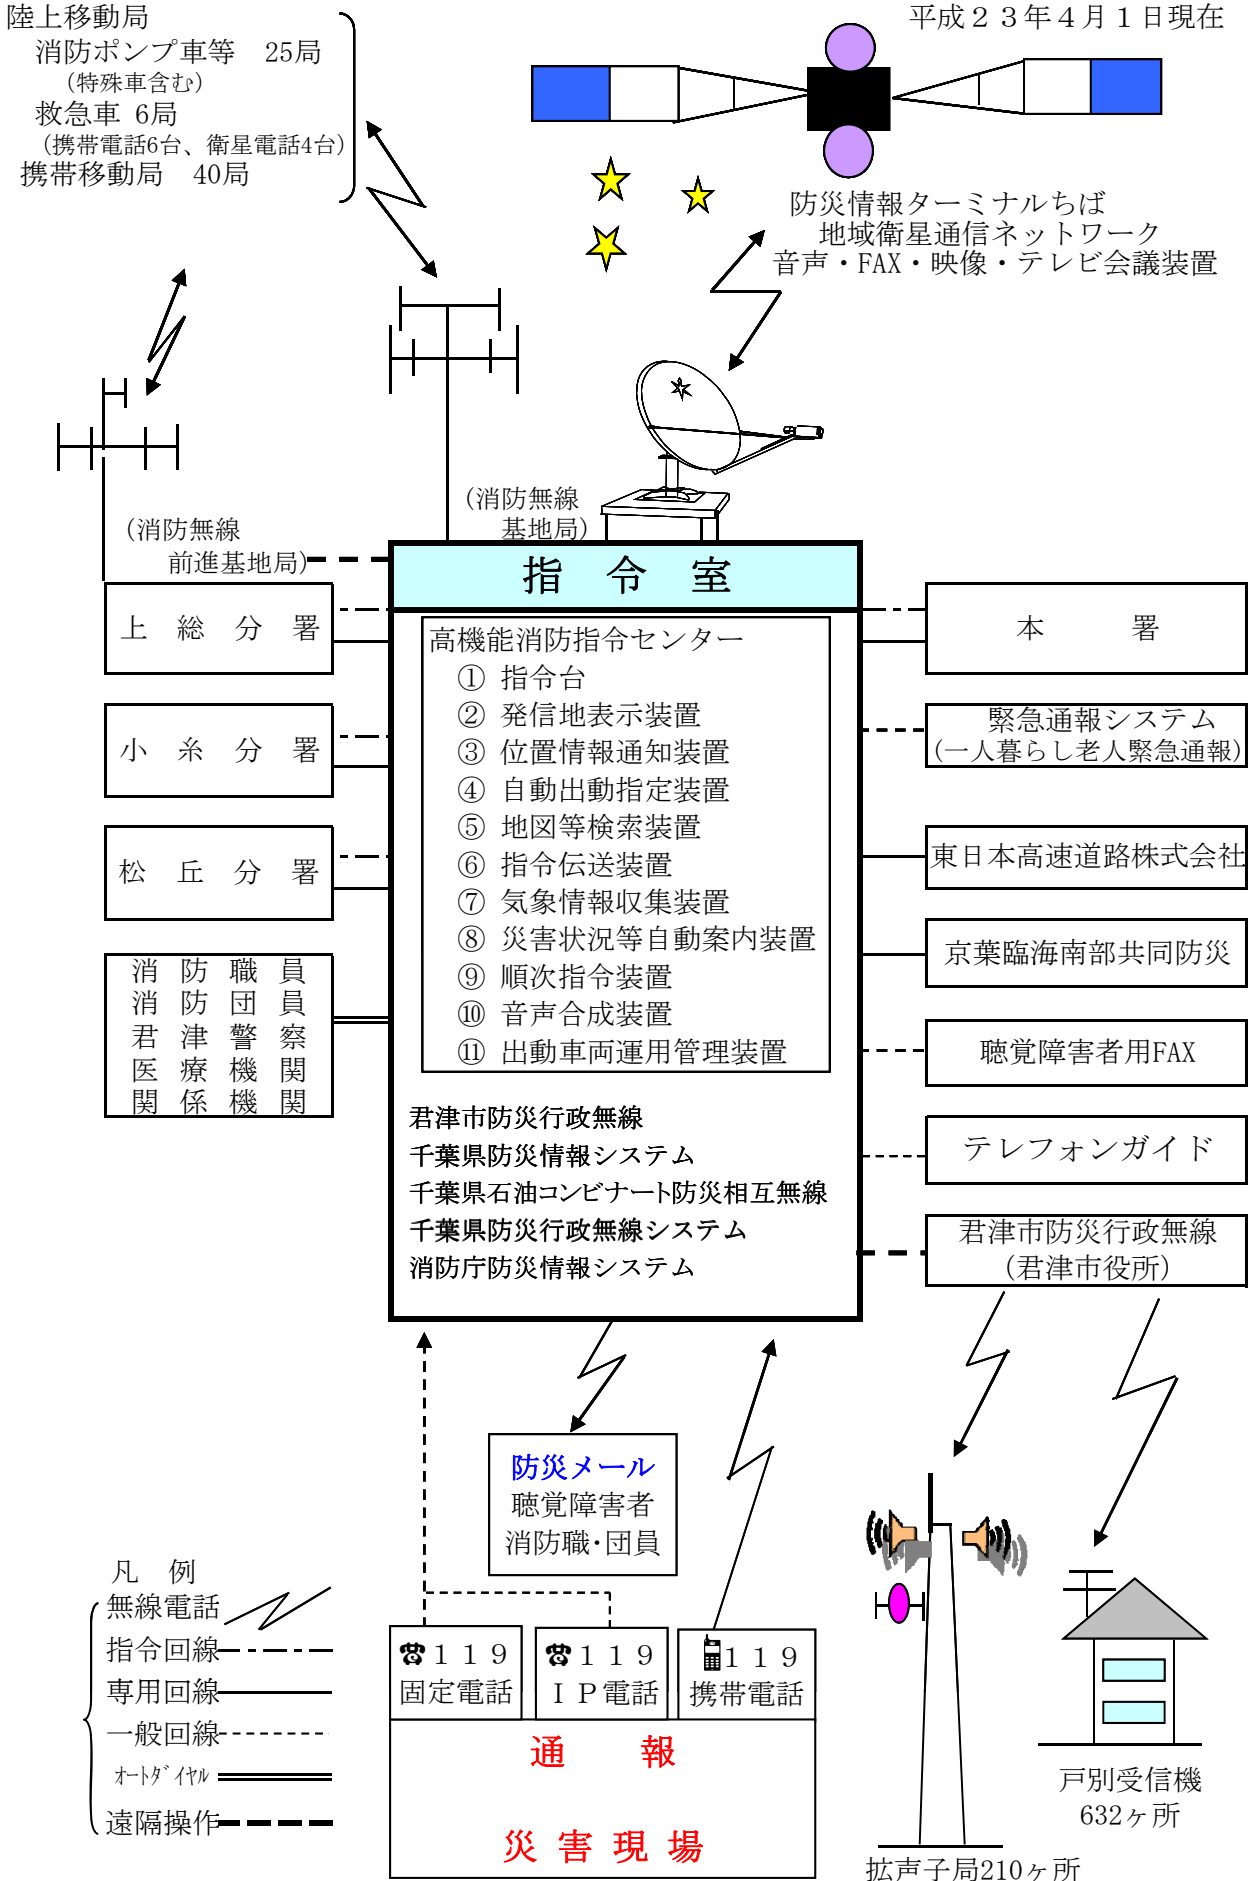 陸上移動局
消防ポンプ車等　25局
(特殊車含む)
救急車 6局
(携帯電話6台、衛星電話4台)
携帯移動局　40局
平成２３年４月１日現在
防災情報ターミナルちば
地域衛星通信ネットワーク
音声・FAX・映像・テレビ会議装置
(消防無線
基地局)
(消防無線
前進基地局)
指　令　室
上　総　分　署
小　糸　分　署
松　丘　分　署
消　防　職　員
消　防　団　員
君　津　警　察
医　療　機　関
関　係　機　関
高機能消防指令センター
① 指令台
② 発信地表示装置
③ 位置情報通知装置
④ 自動出動指定装置
⑤ 地図等検索装置
⑥ 指令伝送装置
⑦ 気象情報収集装置
⑧ 災害状況等自動案内装置
⑨ 順次指令装置
⑩ 音声合成装置
⑪ 出動車両運用管理装置
君津市防災行政無線
千葉県防災情報システム
千葉県石油コンビナート防災相互無線
千葉県防災行政無線システム
消防庁防災情報システム
本　　　署
緊急通報システム
(一人暮らし老人緊急通報)
東日本高速道路株式会社
京葉臨海南部共同防災
聴覚障害者用FAX
テレフォンガイド
君津市防災行政無線
(君津市役所)
防災メール
聴覚障害者
消防職・団員
凡　例
無線電話
指令回線
専用回線
一般回線
ｵｰﾄﾀﾞｲﾔﾙ
遠隔操作
☎１１９
固定電話
☎１１９
ＩＰ電話
１１９
携帯電話
通　　報
災 害 現 場
戸別受信機
632ヶ所
拡声子局210ヶ所